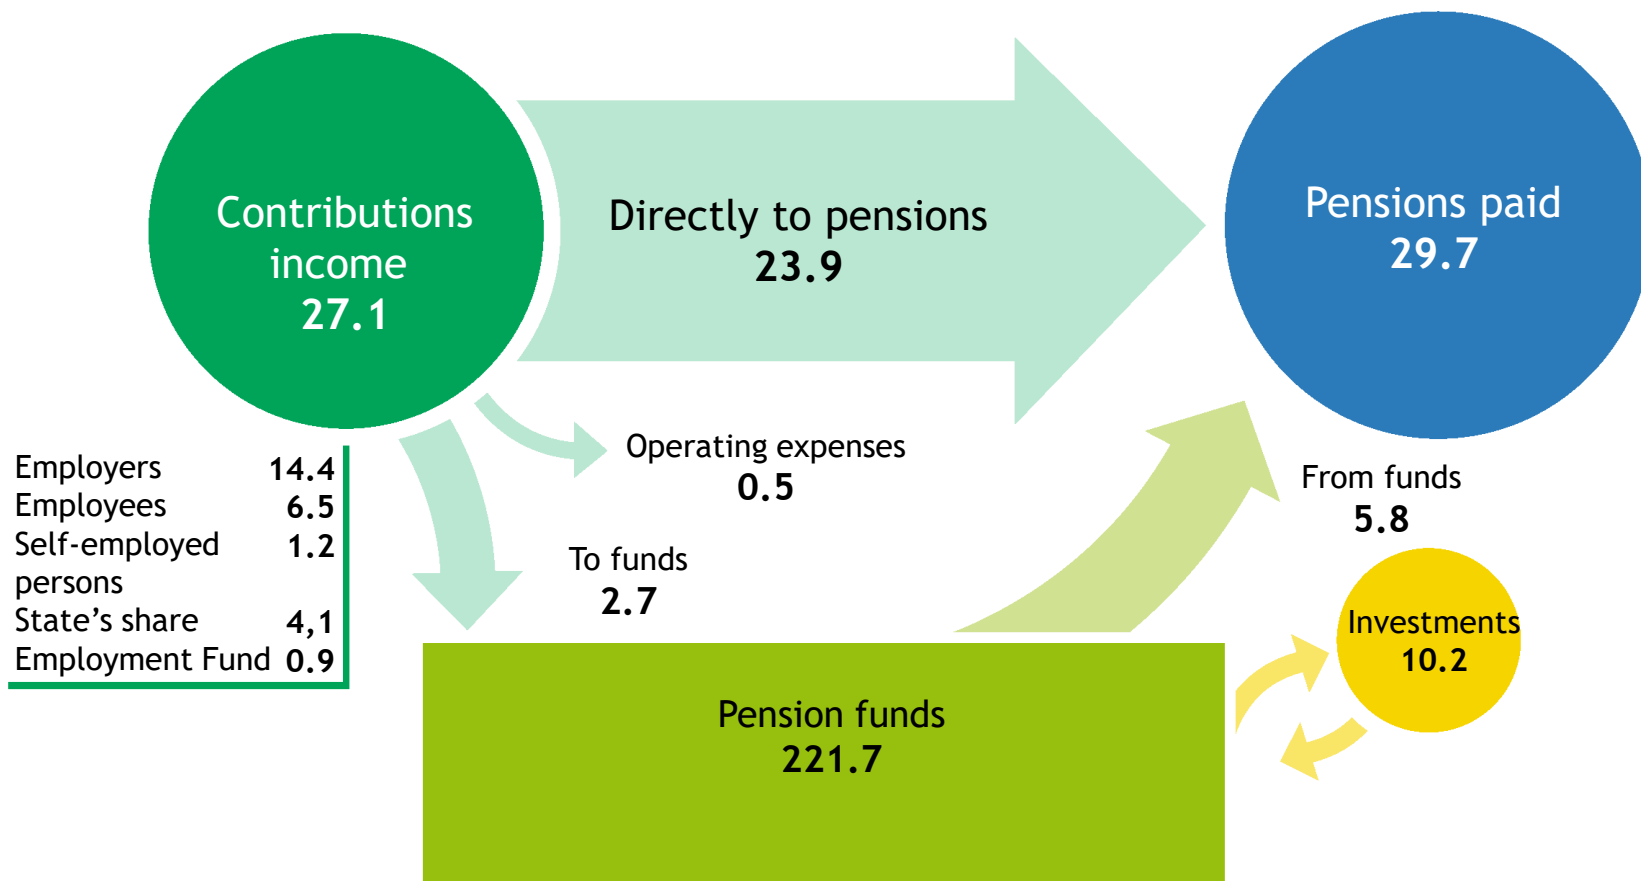 Contributions
income
27.1
Directly to pensions
23.9
Pensions paid
29.7
Operating expenses
0.5
Employers 14.4
Employees 6.5
Self-employed 1.2
persons
State’s share 4,1
Employment Fund 0.9
To funds
2.7
From funds
5.8
Investments
10.2
Pension funds
221.7